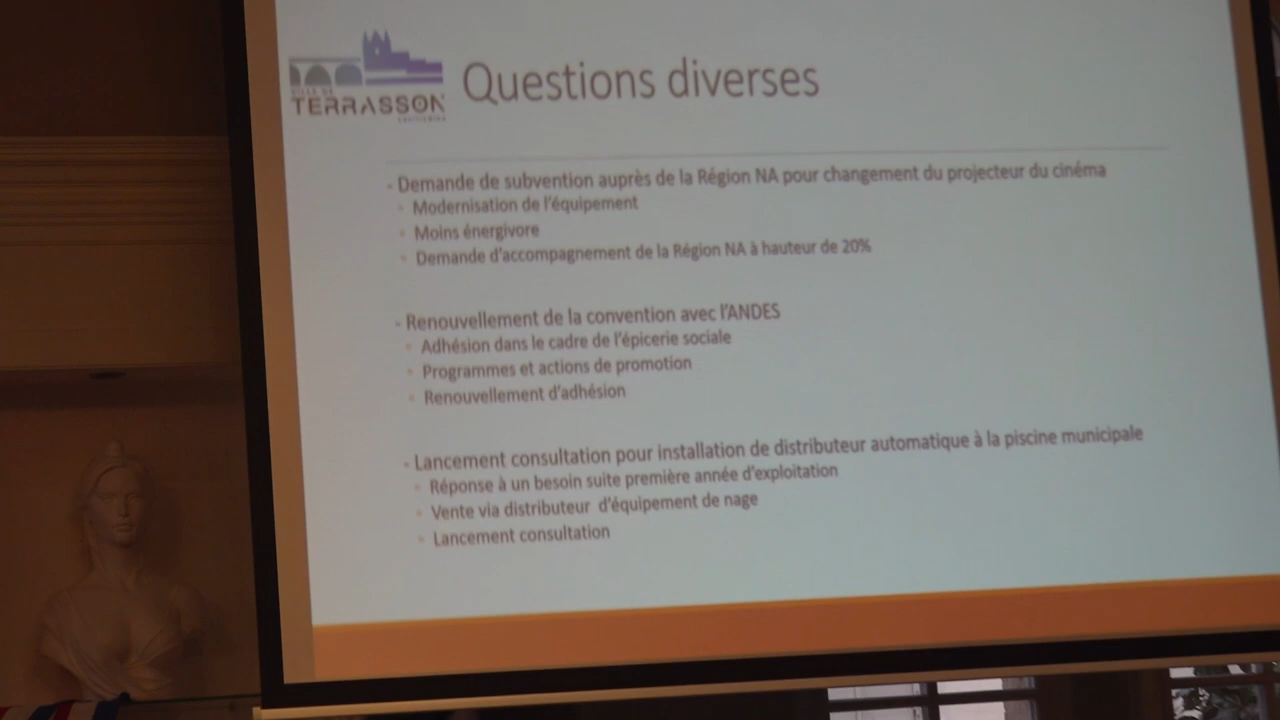 VILLE DE
TERRASSON
Questions diverses
- Demande de subvention auprès de la Région NA pour changement du projecteur du cinéma
Modernisation de l'équipement
Moins énergivore
Demande d'accompagnement de la Région NA à hauteur de 20%
- Renouvellement de la convention avec l'ANDES
Adhésion dans le cadre de l'épicerie sociale
Programmes et actions de promotion
Renouvellement d'adhésion
- Lancement consultation pour installation de distributeur automatique à la piscine municipale
Réponse à un besoin suite première année d'exploitation
Vente via distributeur d'équipement de nage
Lancement consultation